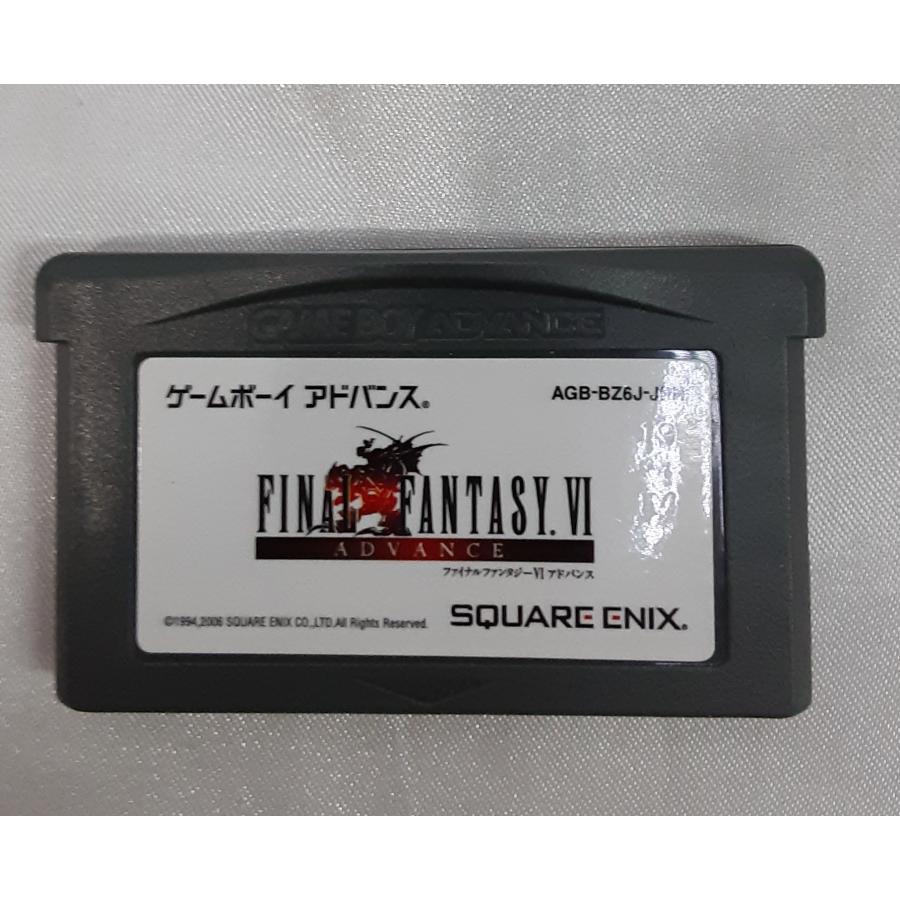 GAME BOY ADVANCE
ゲームボーイ アドバンス® AGB-BZ6J-JPN
FINAL FANTASY. VI
ADVANCE
ファイナルファンタジーVI アドバンス
©1994,2006 SQUARE ENIX CO.,LTD.All Rights Reserved. SQUARE ENIX®